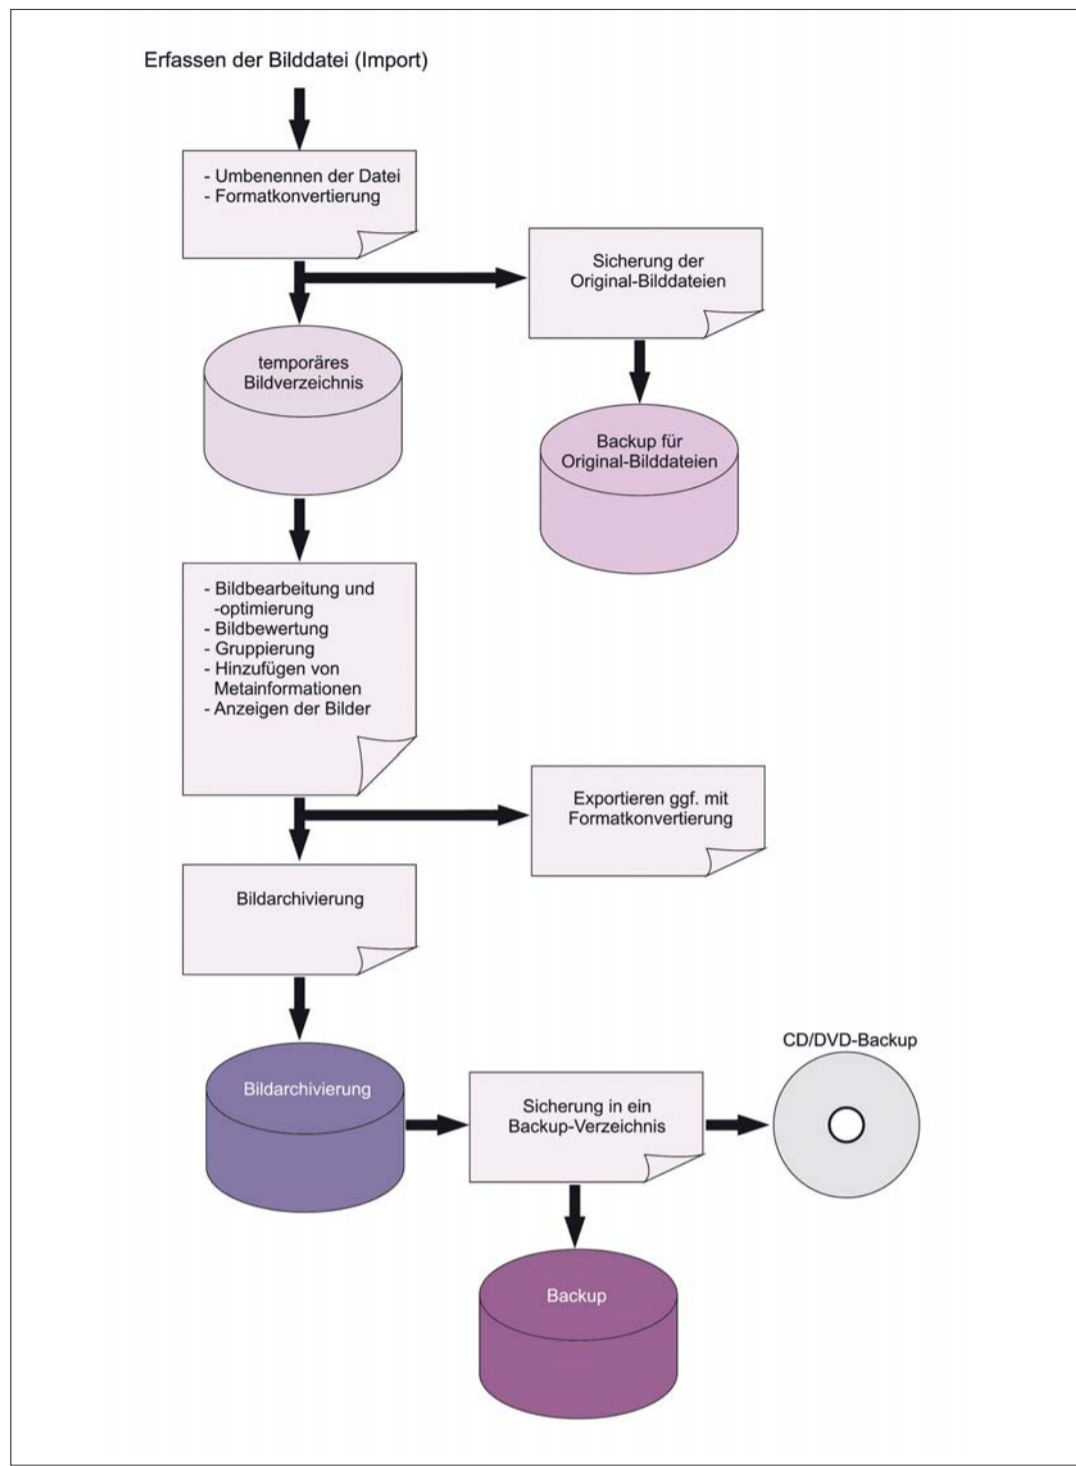 Erfassen der Bilddatei (Import)
- Umbenennen der Datei
- Formatkonvertierung
Sicherung der
Original-Bilddateien
temporäres
Bildverzeichnis
Backup für
Original-Bilddateien
- Bildbearbeitung und
-optimierung
- Bildbewertung
- Gruppierung
- Hinzufügen von
Metainformationen
- Anzeigen der Bilder
Exportieren ggf. mit
Formatkonvertierung
Bildarchivierung
CD/DVD-Backup
Bildarchivierung
Sicherung in ein
Backup-Verzeichnis
Backup